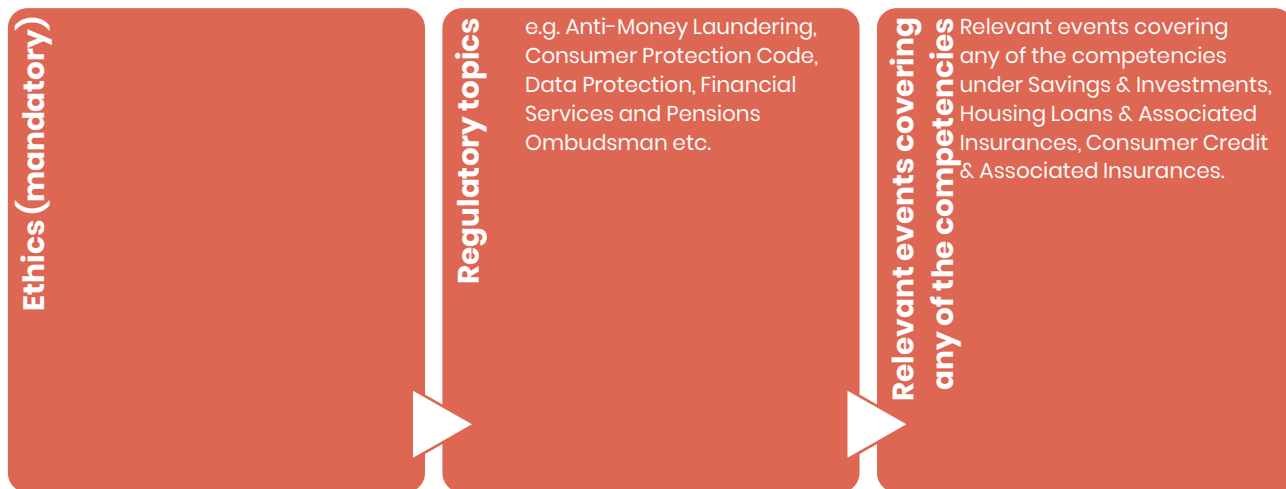 Ethics (mandatory)
Regulatory topics
e.g. Anti-Money Laundering,
Consumer Protection Code,
Data Protection, Financial
Services and Pensions
Ombudsman etc.
Relevant events covering
any of the competencies
Relevant events covering
any of the competencies
under Savings & Investments,
Housing Loans & Associated
Insurances, Consumer Credit
& Associated Insurances.